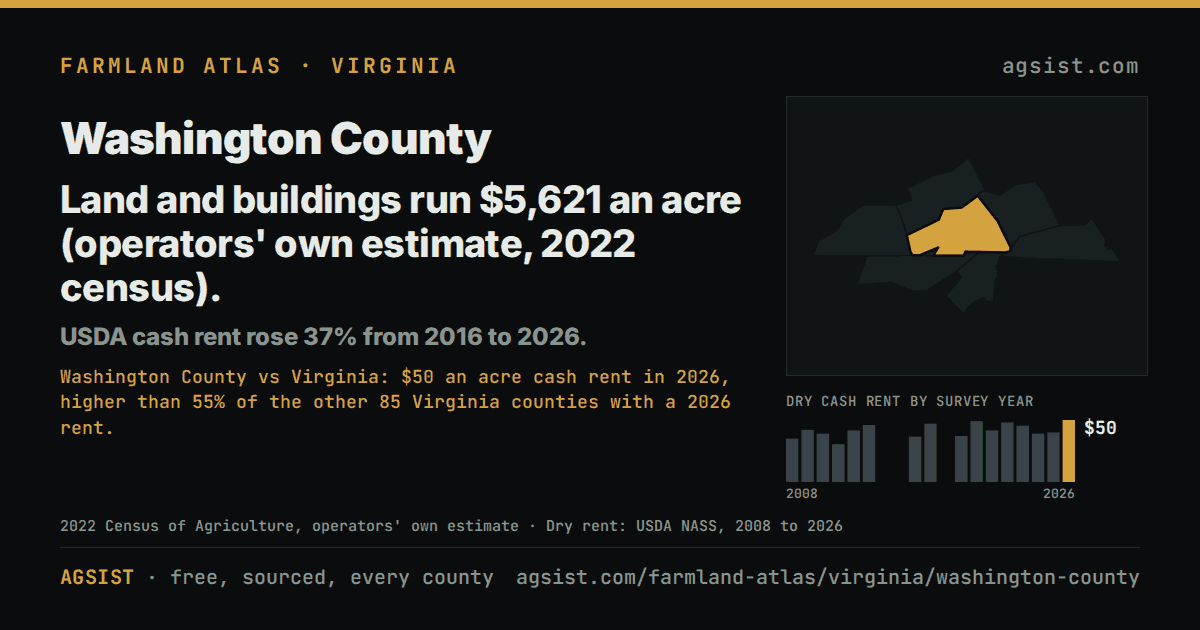 FARMLAND ATLAS · VIRGINIA
agsist.com
Washington County
Land and buildings run $5,621 an acre
(operators' own estimate, 2022
census).
USDA cash rent rose 37% from 2016 to 2026.
Washington County vs Virginia: $50 an acre cash rent in 2026,
higher than 55% of the other 85 Virginia counties with a 2026
rent.
DRY CASH RENT BY SURVEY YEAR
$50
2008
2026
2022 Census of Agriculture, operators' own estimate · Dry rent: USDA NASS, 2008 to 2026
AGSIST · free, sourced, every county
agsist.com/farmland-atlas/virginia/washington-county